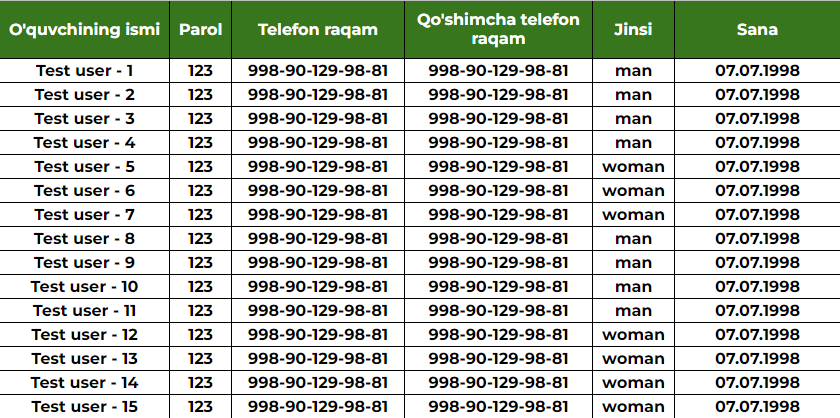 O'quvchining ismi Parol Telefon raqam Qo'shimcha telefon raqam Jinsi Sana
Test user - 1 123 998-90-129-98-81 998-90-129-98-81 man 07.07.1998
Test user - 2 123 998-90-129-98-81 998-90-129-98-81 man 07.07.1998
Test user - 3 123 998-90-129-98-81 998-90-129-98-81 man 07.07.1998
Test user - 4 123 998-90-129-98-81 998-90-129-98-81 man 07.07.1998
Test user - 5 123 998-90-129-98-81 998-90-129-98-81 woman 07.07.1998
Test user - 6 123 998-90-129-98-81 998-90-129-98-81 woman 07.07.1998
Test user - 7 123 998-90-129-98-81 998-90-129-98-81 woman 07.07.1998
Test user - 8 123 998-90-129-98-81 998-90-129-98-81 man 07.07.1998
Test user - 9 123 998-90-129-98-81 998-90-129-98-81 man 07.07.1998
Test user - 10 123 998-90-129-98-81 998-90-129-98-81 man 07.07.1998
Test user - 11 123 998-90-129-98-81 998-90-129-98-81 man 07.07.1998
Test user - 12 123 998-90-129-98-81 998-90-129-98-81 woman 07.07.1998
Test user - 13 123 998-90-129-98-81 998-90-129-98-81 woman 07.07.1998
Test user - 14 123 998-90-129-98-81 998-90-129-98-81 woman 07.07.1998
Test user - 15 123 998-90-129-98-81 998-90-129-98-81 woman 07.07.1998